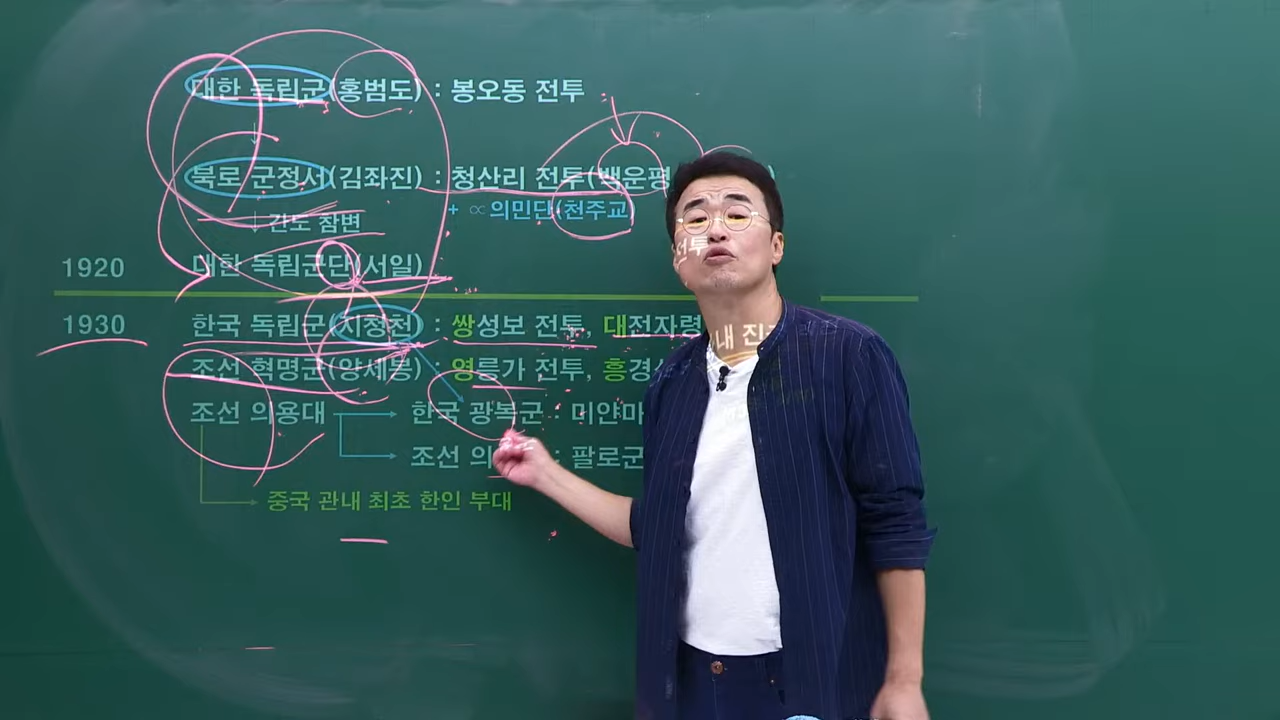 대한 독립군(홍범도) : 봉오동 전투
북로 군정서(김좌진) : 청산리 전투(백운평
+ ∝ 의민단(천주교)
↓ 간도 참변
1920 대한 독립군단(서일)
1930 한국 독립군(지청천) : 쌍성보 전투, 대전자령 전투
조선 혁명군(양세봉) : 영릉가 전투, 흥경성
조선 의용대 → 한국 광복군 : 미얀마 내 진
→ 조선 의 : 팔로군
→ 중국 관내 최초 한인 부대